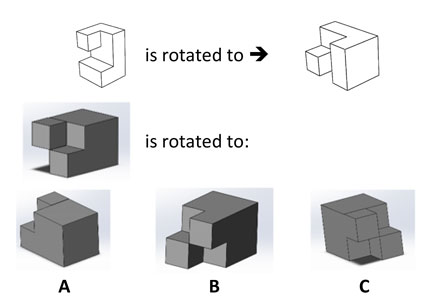 is rotated to →
is rotated to:
A B C